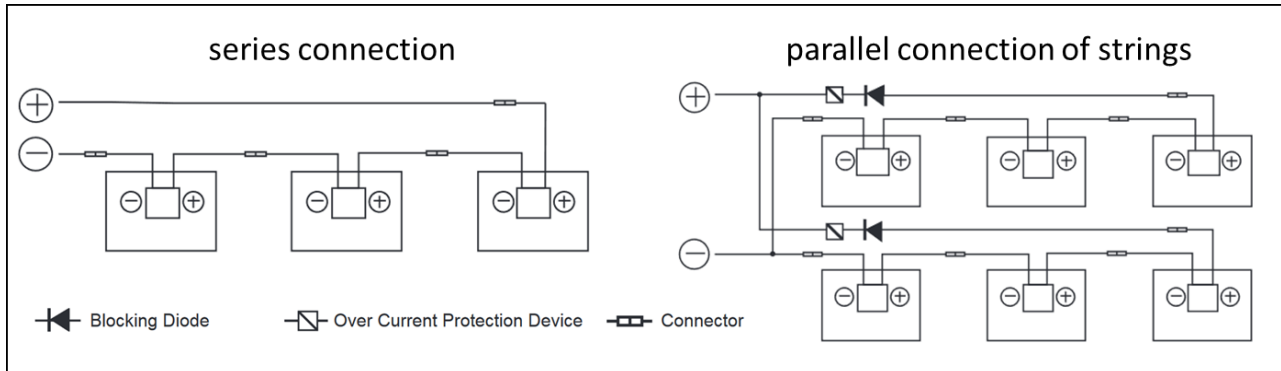 series connection
parallel connection of strings
Blocking Diode
Over Current Protection Device
Connector